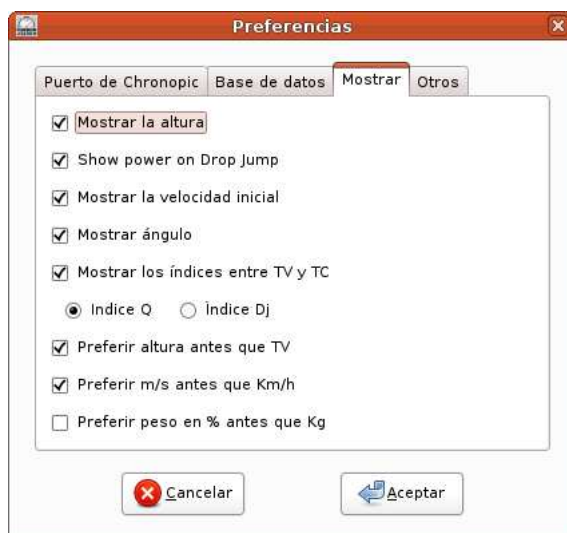 Preferencias
Puerto de Chronopic Base de datos Mostrar Otros
Mostrar la altura
Show power on Drop Jump
Mostrar la velocidad inicial
Mostrar ángulo
Mostrar los índices entre TV y TC
Indice Q Ìndice Dj
Preferir altura antes que TV
Preferir m/s antes que Km/h
Preferir peso en % antes que Kg
Cancelar Aceptar